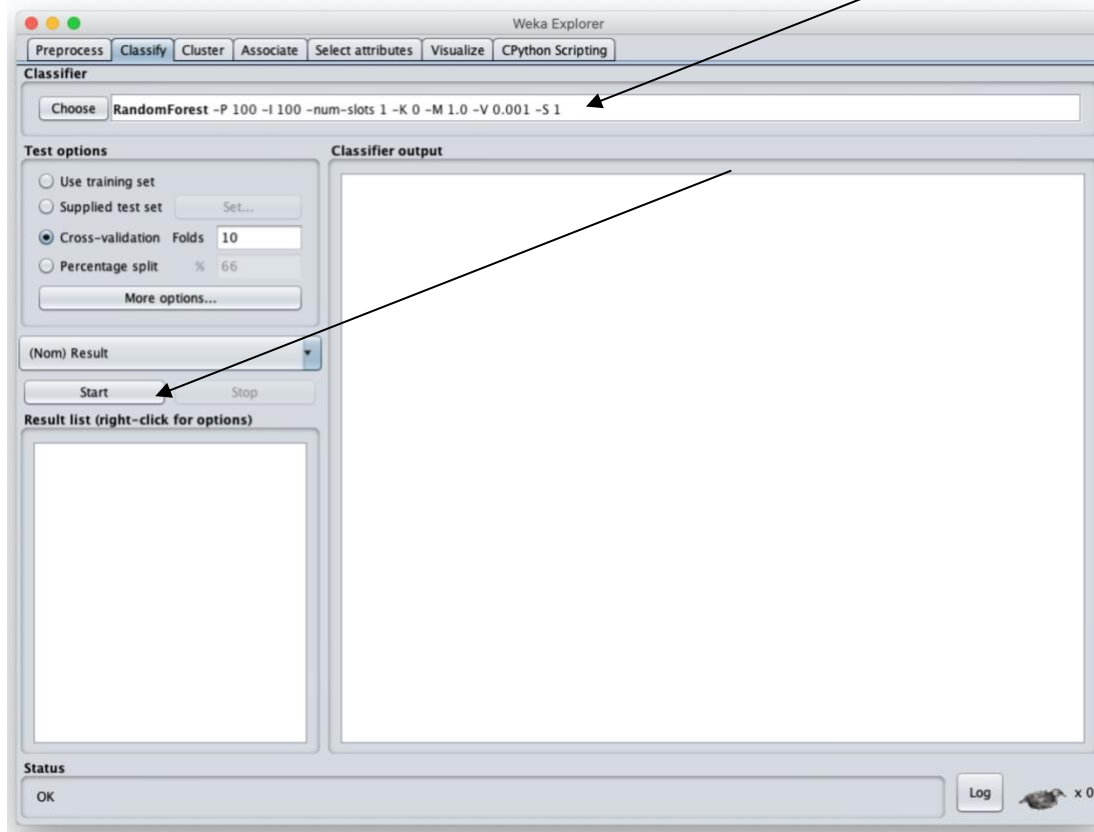 Weka Explorer
Preprocess Classify Cluster Associate Select attributes Visualize CPython Scripting
Classifier
Choose RandomForest -P 100 -I 100 -num-slots 1 -K 0 -M 1.0 -V 0.001 -S 1
Test options
Use training set
Supplied test set Set...
Cross-validation Folds 10
Percentage split % 66
More options...
(Nom) Result
Start Stop
Result list (right-click for options)
Classifier output
Status
OK
Log x 0